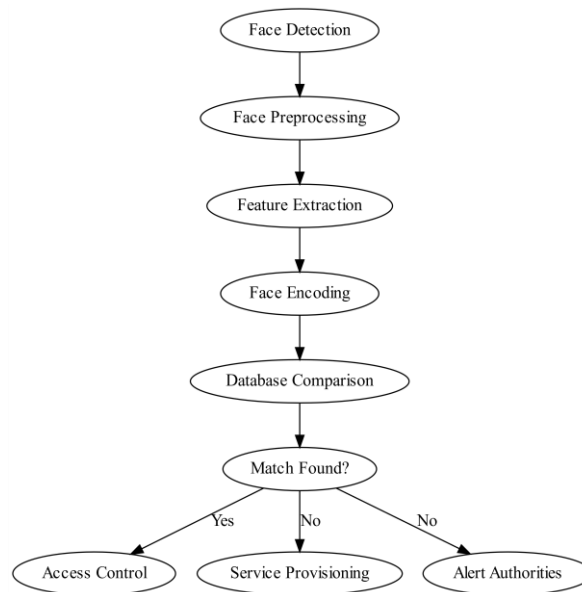 Face Detection
Face Preprocessing
Feature Extraction
Face Encoding
Database Comparison
Match Found?
Yes
No
No
Access Control
Service Provisioning
Alert Authorities